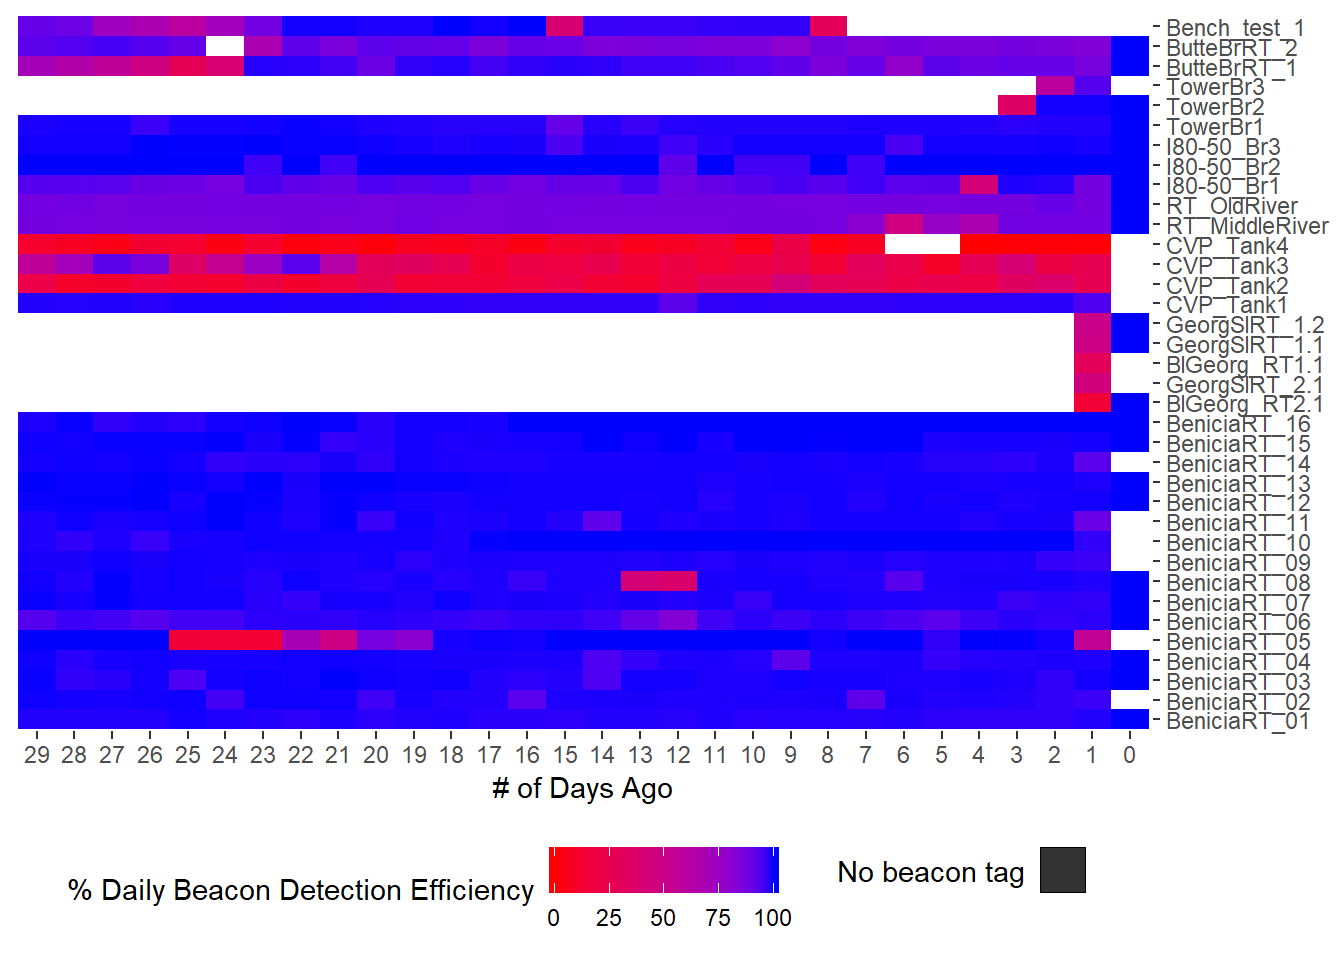 Bench_test_1
ButteBrRT_2
ButteBrRT_1
TowerBr3
TowerBr2
TowerBr1
I80-50_Br3
I80-50_Br2
I80-50_Br1
RT_OldRiver
RT_MiddleRiver
CVP_Tank4
CVP_Tank3
CVP_Tank2
CVP_Tank1
GeorgSlRT_1.2
GeorgSlRT_1.1
BlGeorg_RT1.1
GeorgSlRT_2.1
BlGeorg_RT2.1
BeniciaRT_16
BeniciaRT_15
BeniciaRT_14
BeniciaRT_13
BeniciaRT_12
BeniciaRT_11
BeniciaRT_10
BeniciaRT_09
BeniciaRT_08
BeniciaRT_07
BeniciaRT_06
BeniciaRT_05
BeniciaRT_04
BeniciaRT_03
BeniciaRT_02
BeniciaRT_01
29 28 27 26 25 24 23 22 21 20 19 18 17 16 15 14 13 12 11 10 9 8 7 6 5 4 3 2 1 0
# of Days Ago
% Daily Beacon Detection Efficiency
0 25 50 75 100
No beacon tag